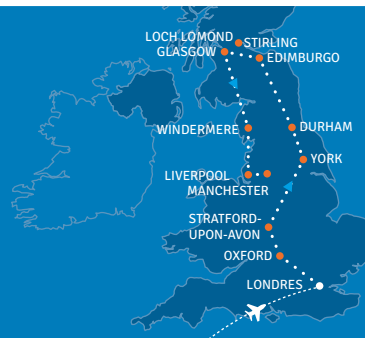 LOCH LOMOND
STIRLING
GLASGOW
EDIMBURGO
WINDERMERE
DURHAM
YORK
LIVERPOOL
MANCHESTER
STRATFORD-
UPON-AVON
OXFORD
LONDRES